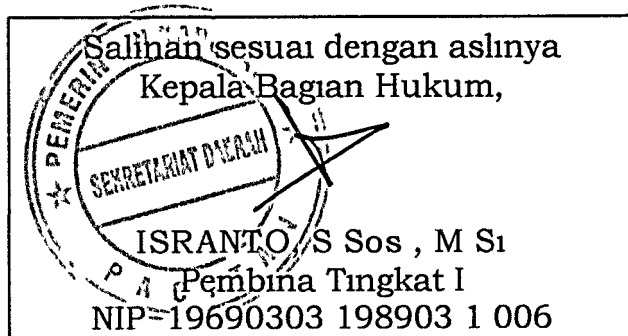 Salinan sesuai dengan aslinya
Kepala Bagian Hukum,
PEMERIN
SEKRETARIAT DAERAH
ISRANTO, S Sos , M Si
Pembina Tingkat I
NIP 19690303 198903 1 006